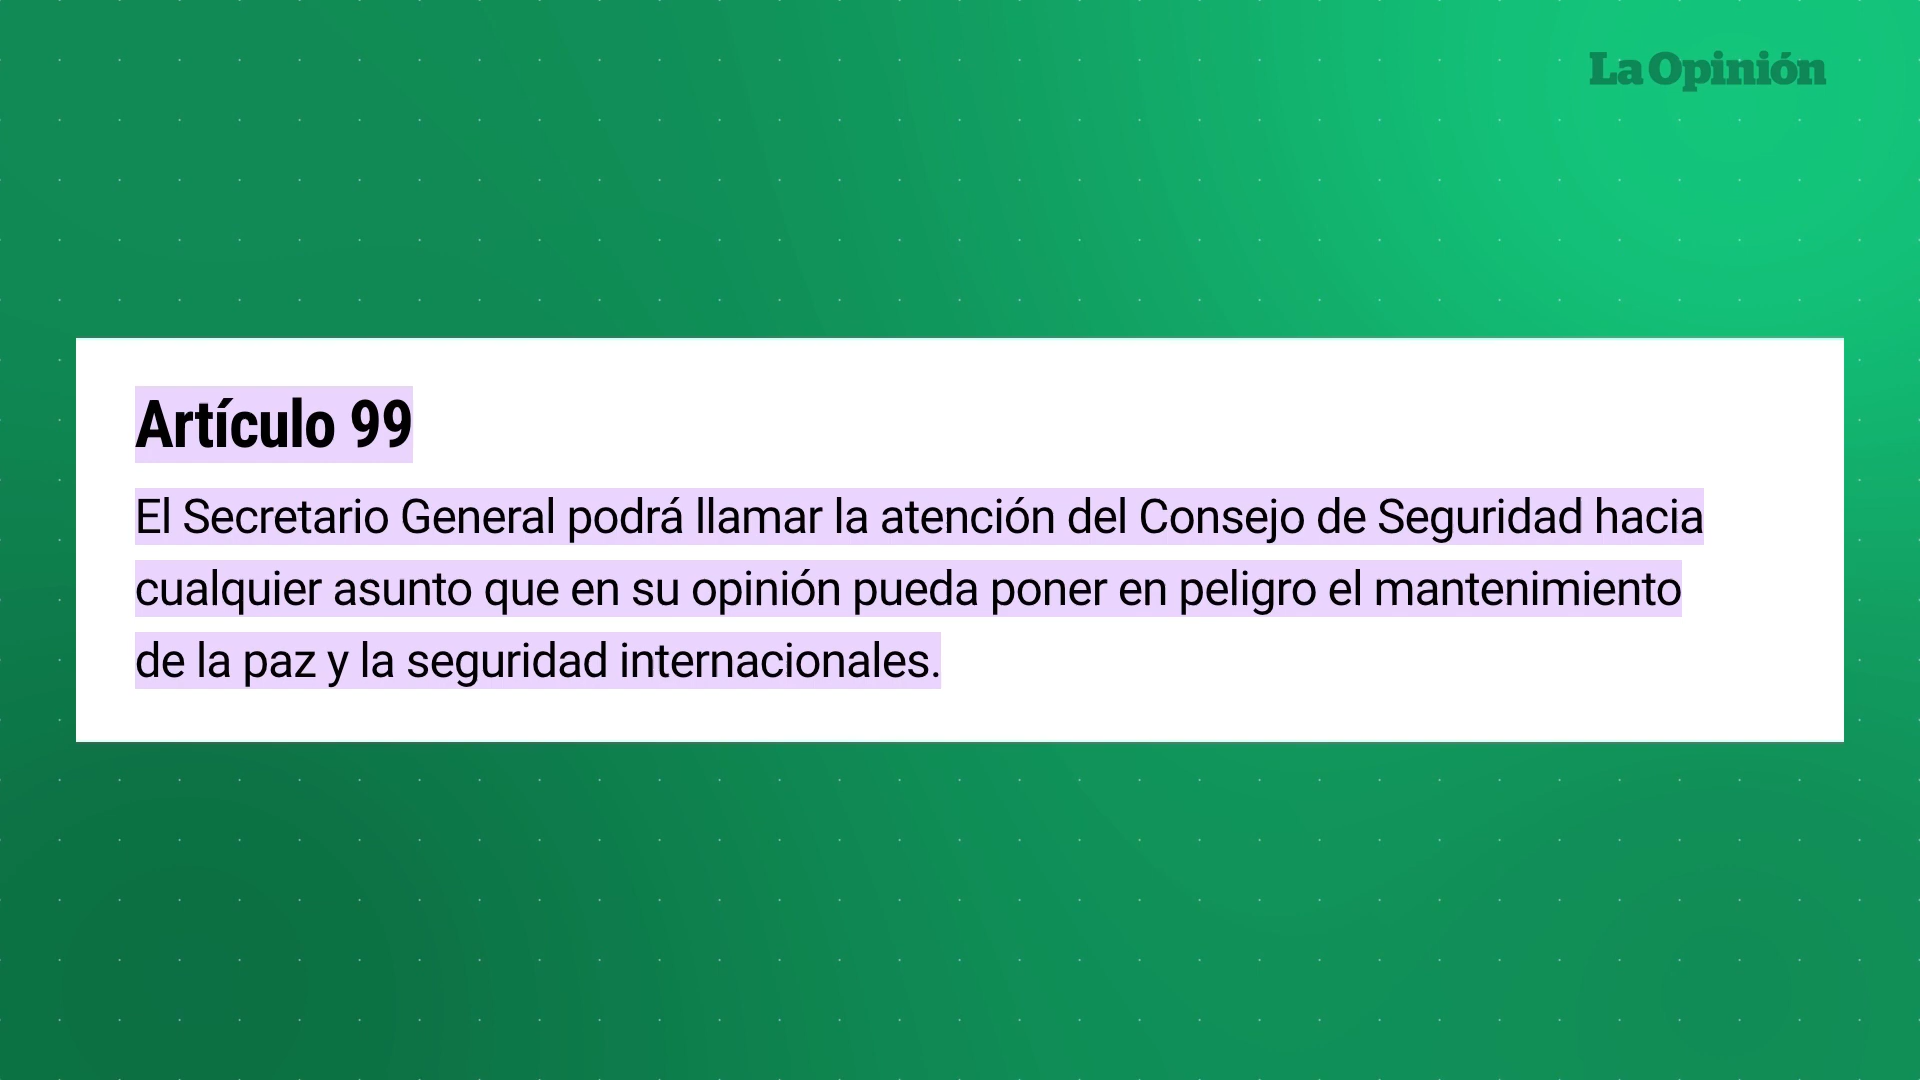 La Opinión
Artículo 99
El Secretario General podrá llamar la atención del Consejo de Seguridad hacia
cualquier asunto que en su opinión pueda poner en peligro el mantenimiento
de la paz y la seguridad internacionales.